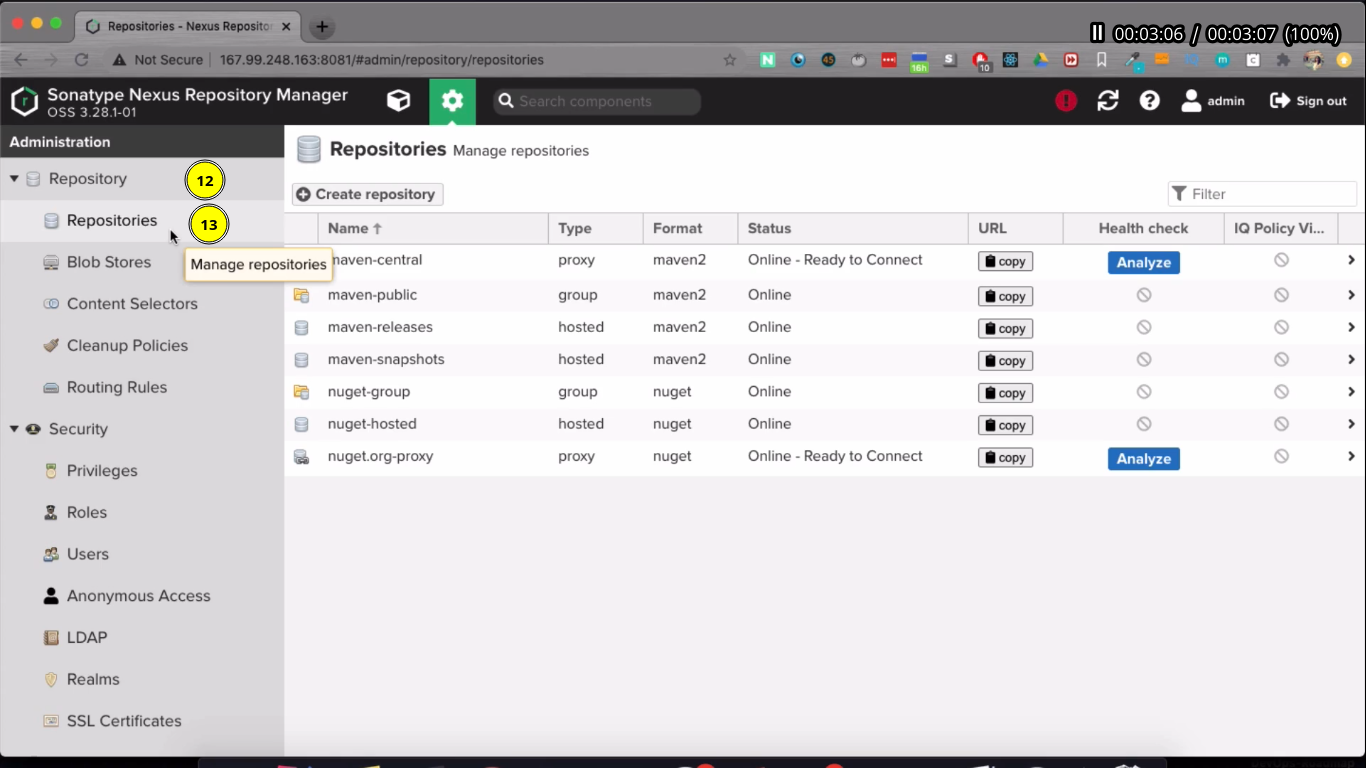 Repositories - Nexus Reposito
00:03:06 / 00:03:07 (100%)
Not Secure
167.99.248.163:8081/#admin/repository/repositories
N
45
16h
S
10
m
C
Sonatype Nexus Repository Manager
OSS 3.28.1-01
Search components
admin
Sign out
Administration
Repository
12
Repositories
13
Blob Stores
Manage repositories
Content Selectors
Cleanup Policies
Routing Rules
Security
Privileges
Roles
Users
Anonymous Access
LDAP
Realms
SSL Certificates
Repositories Manage repositories
Create repository
Filter
Name Type Format Status URL Health check IQ Policy Vi...
maven-central proxy maven2 Online - Ready to Connect copy Analyze
maven-public group maven2 Online copy
maven-releases hosted maven2 Online copy
maven-snapshots hosted maven2 Online copy
nuget-group group nuget Online copy
nuget-hosted hosted nuget Online copy
nuget.org-proxy proxy nuget Online - Ready to Connect copy Analyze